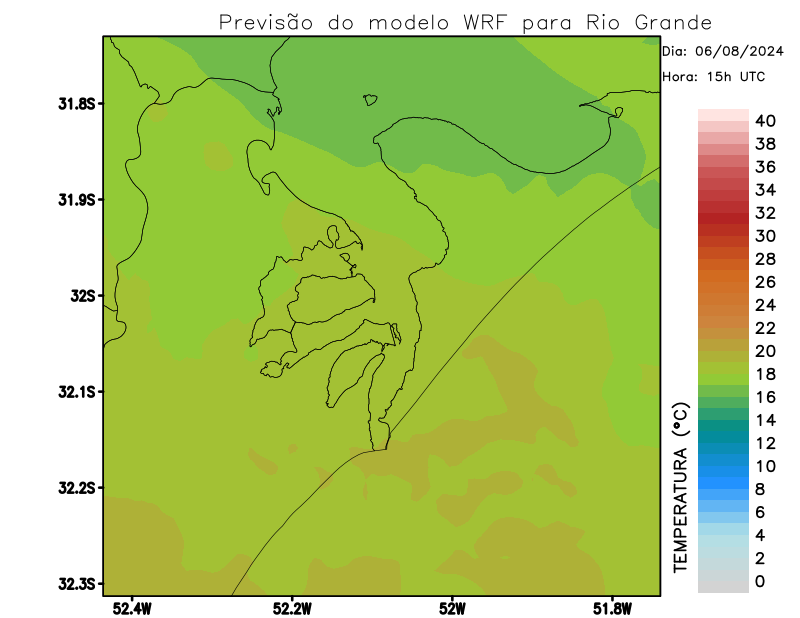 Previsão do modelo WRF para Rio Grande
Dia: 06/08/2024
Hora: 15h UTC
31.8S
31.9S
32S
32.1S
32.2S
32.3S
52.4W
52.2W
52W
51.8W
TEMPERATURA (°C)
40
38
36
34
32
30
28
26
24
22
20
18
16
14
12
10
8
6
4
2
0